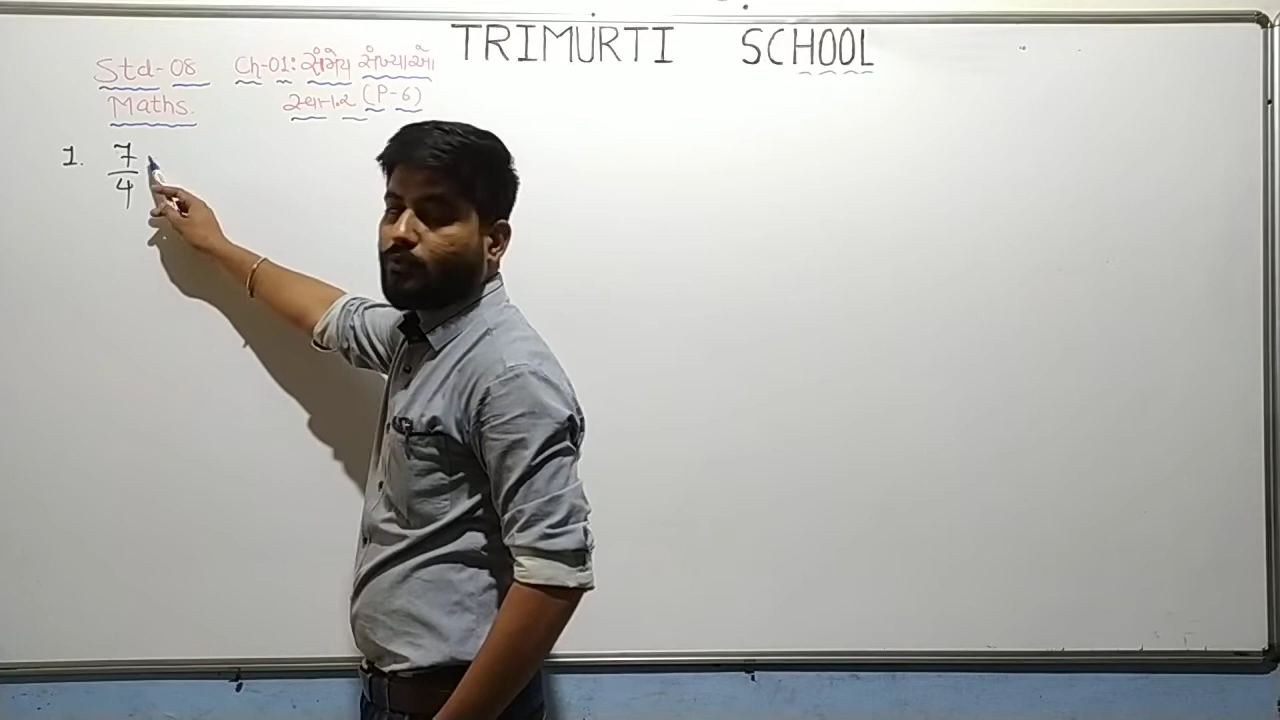 TRIMURTI SCHOOL
Std-08 Ch-01: સંમેય સંખ્યાઓ
Maths. (P-6)
1. 7
4